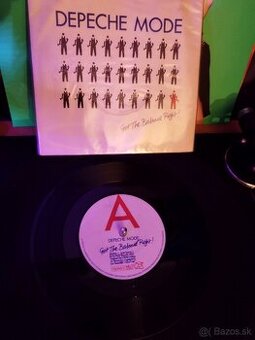 DEPECHE MODE
Get The Balance Right!
A
DEPECHE MODE
Get The Balance Right!
© Bazos.sk